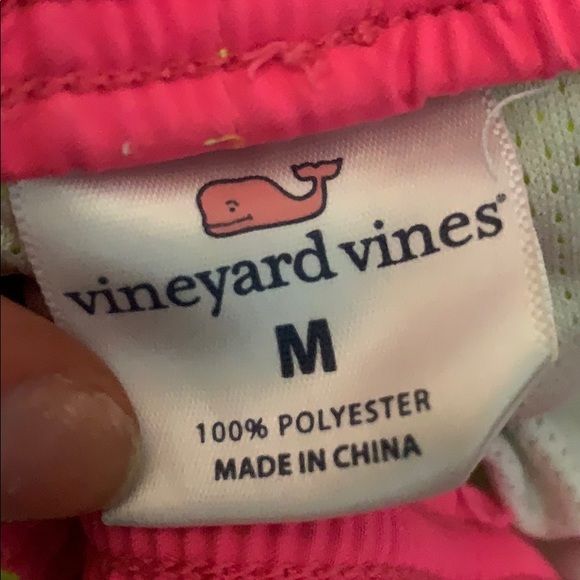 vineyard vines®
M
100% POLYESTER
MADE IN CHINA